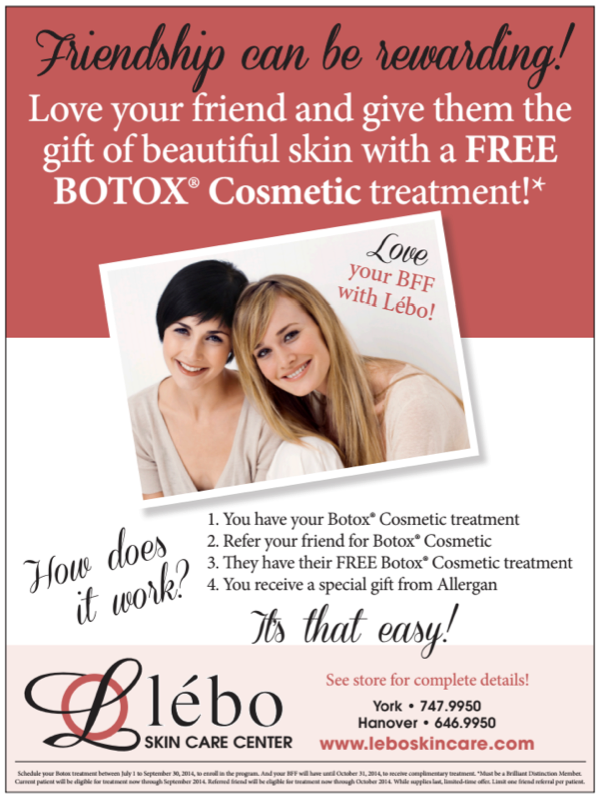 Friendship can be rewarding!
Love your friend and give them the
gift of beautiful skin with a FREE
BOTOX® Cosmetic treatment!*
Love
your BFF
with Lébo!
How does
it work?
1. You have your Botox® Cosmetic treatment
2. Refer your friend for Botox® Cosmetic
3. They have their FREE Botox® Cosmetic treatment
4. You receive a special gift from Allergan
It's that easy!
L lébo
SKIN CARE CENTER
See store for complete details!
York • 747.9950
Hanover • 646.9950
www.leboskincare.com
Schedule your Botox treatment between July 1 to September 30, 2014, to enroll in the program. And your BFF will have until October 31, 2014, to receive complimentary treatment. *Must be a Brilliant Distinction Member.
Current patient will be eligible for treatment now through September 2014. Referred friend will be eligible for treatment now through October 2014. While supplies last, limited-time offer. Limit one friend referral per patient.